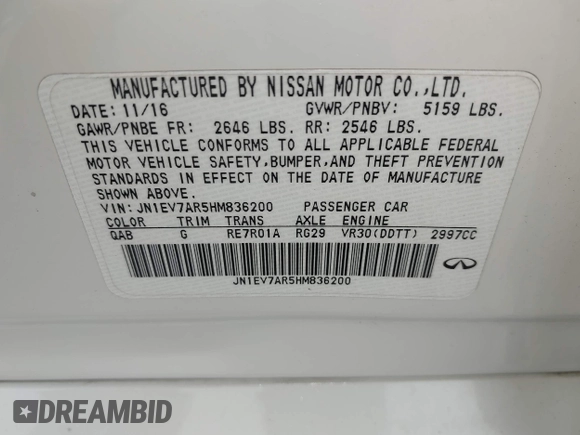 MANUFACTURED BY NISSAN MOTOR CO.,LTD.
DATE: 11/16 GVWR/PNBV: 5159 LBS.
GAWR/PNBE FR: 2646 LBS. RR: 2546 LBS.
THIS VEHICLE CONFORMS TO ALL APPLICABLE FEDERAL
MOTOR VEHICLE SAFETY,BUMPER,AND THEFT PREVENTION
STANDARDS IN EFFECT ON THE DATE OF MANUFACTURE
SHOWN ABOVE.
VIN: JN1EV7AR5HM836200 PASSENGER CAR
COLOR TRIM TRANS AXLE ENGINE
QAB G RE7R01A RG29 VR30(DDTT) 2997CC
JN1EV7AR5HM836200
DREAMBID